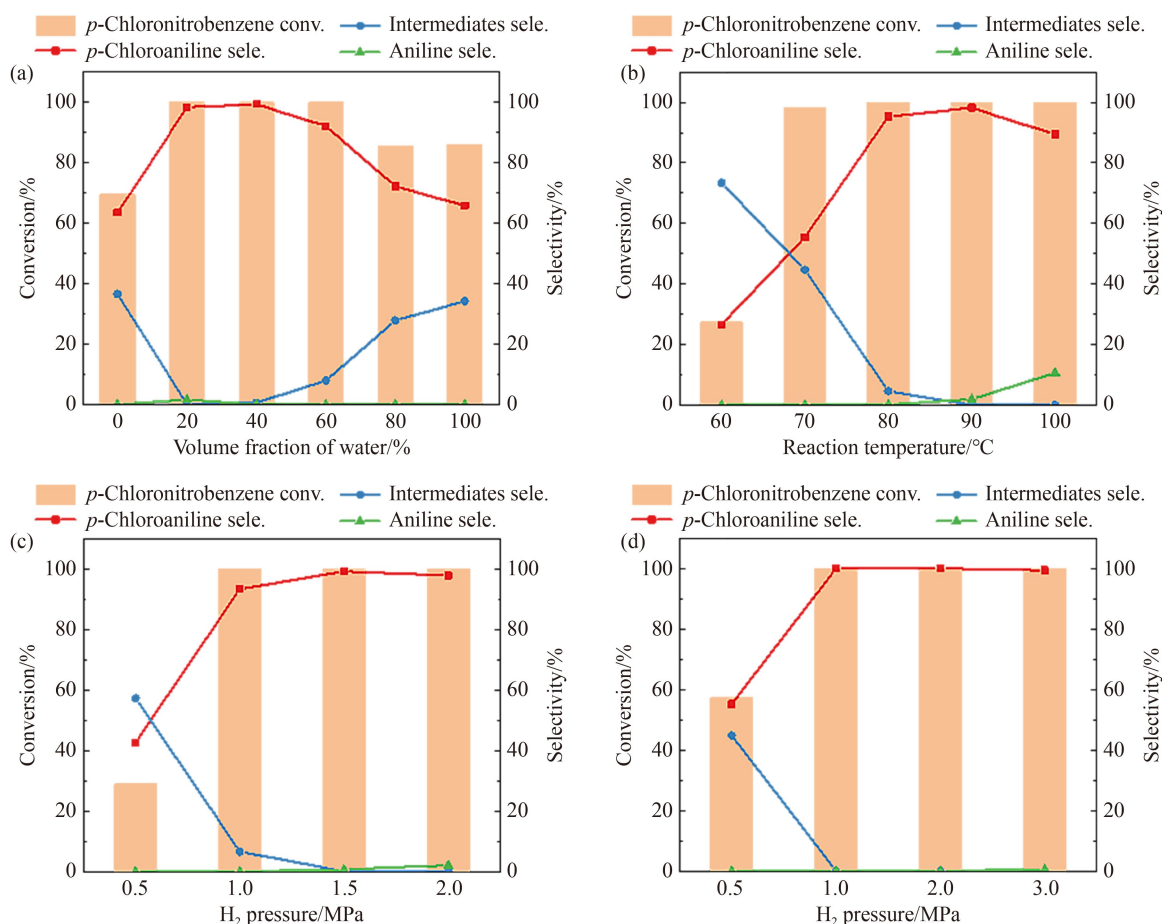 p-Chloronitrobenzene conv. Intermediates sele.
p-Chloroaniline sele. Aniline sele.
(a)
100 100
80 80
60 60
40 40
20 20
0 0
Conversion/%
Selectivity/%
0 20 40 60 80 100
Volume fraction of water/%
p-Chloronitrobenzene conv. Intermediates sele.
p-Chloroaniline sele. Aniline sele.
(b)
100 100
80 80
60 60
40 40
20 20
0 0
Conversion/%
Selectivity/%
60 70 80 90 100
Reaction temperature/°C
p-Chloronitrobenzene conv. Intermediates sele.
p-Chloroaniline sele. Aniline sele.
(c)
100 100
80 80
60 60
40 40
20 20
0 0
Conversion/%
Selectivity/%
0.5 1.0 1.5 2.0
H₂ pressure/MPa
p-Chloronitrobenzene conv. Intermediates sele.
p-Chloroaniline sele. Aniline sele.
(d)
100 100
80 80
60 60
40 40
20 20
0 0
Conversion/%
Selectivity/%
0.5 1.0 2.0 3.0
H₂ pressure/MPa